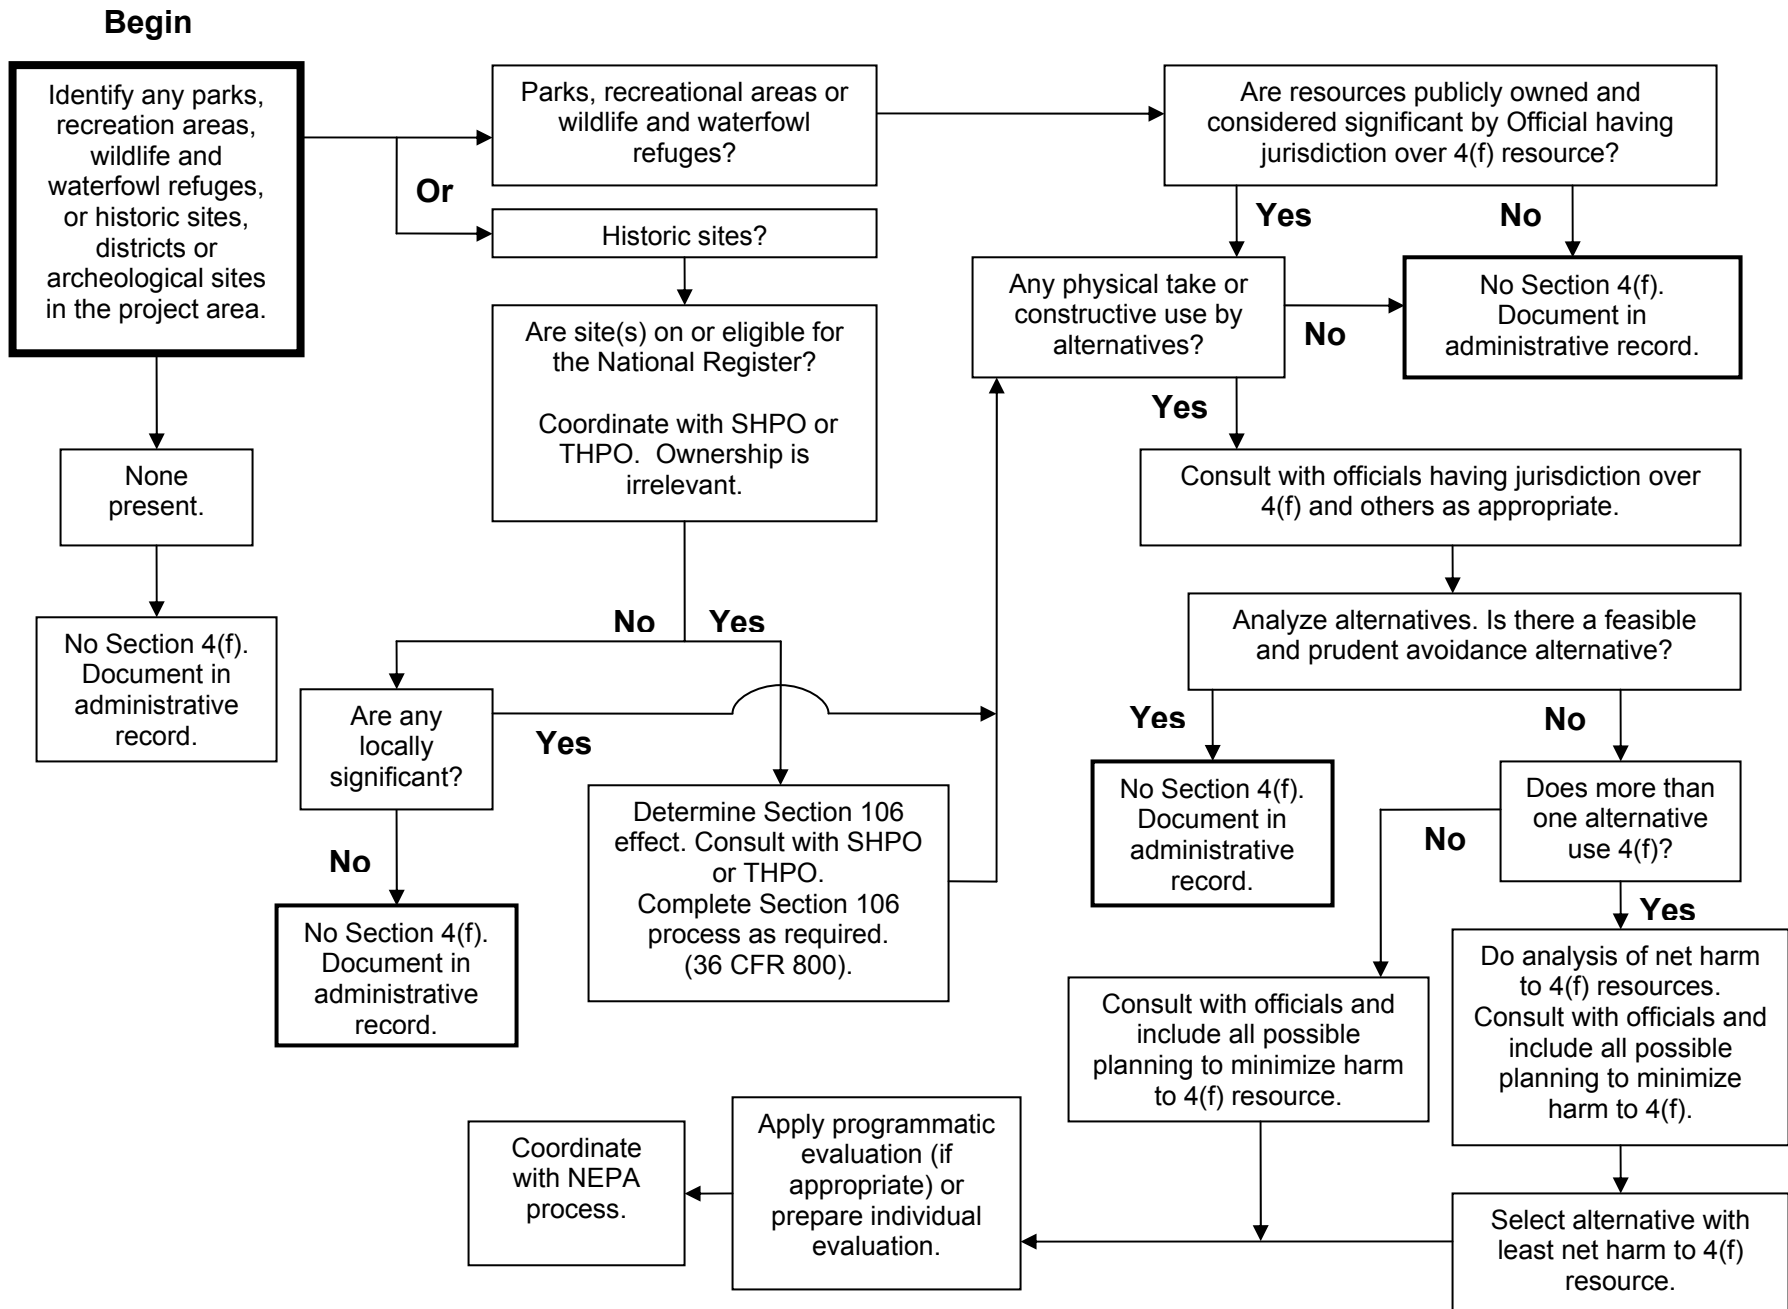 Begin
Identify any parks,
recreation areas,
wildlife and
waterfowl refuges,
or historic sites,
districts or
archeological sites
in the project area.
None
present.
No Section 4(f).
Document in
administrative
record.
Or
Parks, recreational areas or
wildlife and waterfowl
refuges?
Historic sites?
Are site(s) on or eligible for
the National Register?
Coordinate with SHPO or
THPO.  Ownership is
irrelevant.
No
Yes
Are any
locally
significant?
Yes
No
No Section 4(f).
Document in
administrative
record.
Determine Section 106
effect. Consult with SHPO
or THPO.
Complete Section 106
process as required.
(36 CFR 800).
Are resources publicly owned and
considered significant by Official having
jurisdiction over 4(f) resource?
Yes
No
Any physical take or
constructive use by
alternatives?
No
No Section 4(f).
Document in
administrative record.
Yes
Consult with officials having jurisdiction over
4(f) and others as appropriate.
Analyze alternatives. Is there a feasible
and prudent avoidance alternative?
Yes
No
No Section 4(f).
Document in
administrative
record.
Does more than
one alternative
use 4(f)?
No
Yes
Consult with officials and
include all possible
planning to minimize harm
to 4(f) resource.
Do analysis of net harm
to 4(f) resources.
Consult with officials and
include all possible
planning to minimize
harm to 4(f).
Select alternative with
least net harm to 4(f)
resource.
Apply programmatic
evaluation (if
appropriate) or
prepare individual
evaluation.
Coordinate
with NEPA
process.